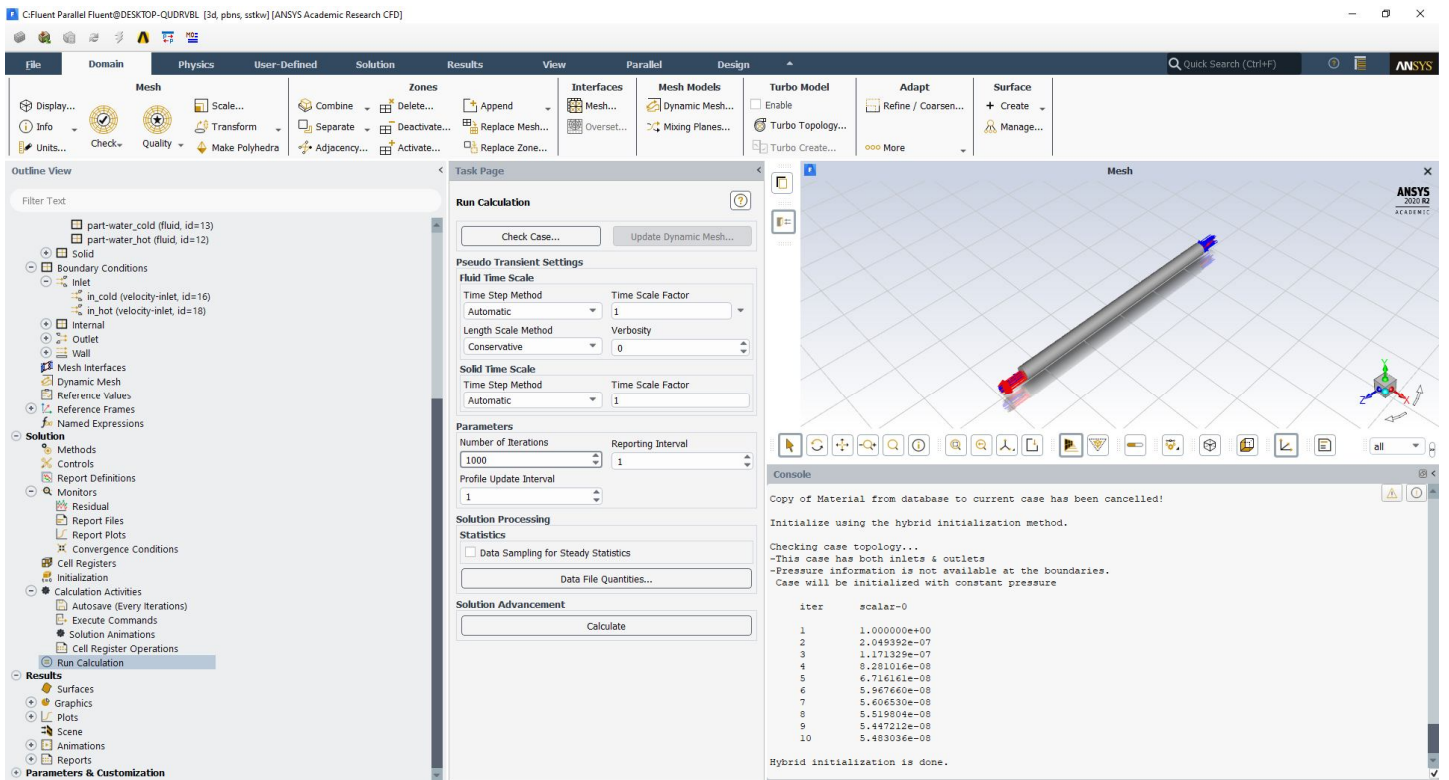 C:Fluent Parallel Fluent@DESKTOP-QUDRVBL [3d, pbns, sstkw] [ANSYS Academic Research CFD]
File Domain Physics User-Defined Solution Results View Parallel Design Quick Search (Ctrl+F) ANSYS
Mesh Zones Interfaces Mesh Models Turbo Model Adapt Surface
Display... Scale... Combine Delete... Append Mesh... Dynamic Mesh... Enable Refine / Coarsen... + Create
Info Transform Separate Deactivate... Replace Mesh... Overset... Mixing Planes... Turbo Topology... Manage...
Units... Check Quality Make Polyhedra Adjacency... Activate... Replace Zone... Turbo Create... More
Outline View
Filter Text
part-water_cold (fluid, id=13)
part-water_hot (fluid, id=12)
Solid
Boundary Conditions
Inlet
in_cold (velocity-inlet, id=16)
in_hot (velocity-inlet, id=18)
Internal
Outlet
Wall
Mesh Interfaces
Dynamic Mesh
Reference Values
Reference Frames
Named Expressions
Solution
Methods
Controls
Report Definitions
Monitors
Residual
Report Files
Report Plots
Convergence Conditions
Cell Registers
Initialization
Calculation Activities
Autosave (Every Iterations)
Execute Commands
Solution Animations
Cell Register Operations
Run Calculation
Results
Surfaces
Graphics
Plots
Scene
Animations
Reports
Parameters & Customization
Task Page
Run Calculation
Check Case... Update Dynamic Mesh...
Pseudo Transient Settings
Fluid Time Scale
Time Step Method Time Scale Factor
Automatic 1
Length Scale Method Verbosity
Conservative 0
Solid Time Scale
Time Step Method Time Scale Factor
Automatic 1
Parameters
Number of Iterations Reporting Interval
1000 1
Profile Update Interval
1
Solution Processing
Statistics
Data Sampling for Steady Statistics
Data File Quantities...
Solution Advancement
Calculate
Mesh
ANSYS
2020 R2
ACADEMIC
Y
Z X
all
Console
Copy of Material from database to current case has been cancelled!
Initialize using the hybrid initialization method.
Checking case topology...
-This case has both inlets & outlets
-Pressure information is not available at the boundaries.
Case will be initialized with constant pressure
iter scalar-0
1 1.000000e+00
2 2.049392e-07
3 1.171329e-07
4 8.281016e-08
5 6.716161e-08
6 5.967660e-08
7 5.606530e-08
8 5.519804e-08
9 5.447212e-08
10 5.483036e-08
Hybrid initialization is done.